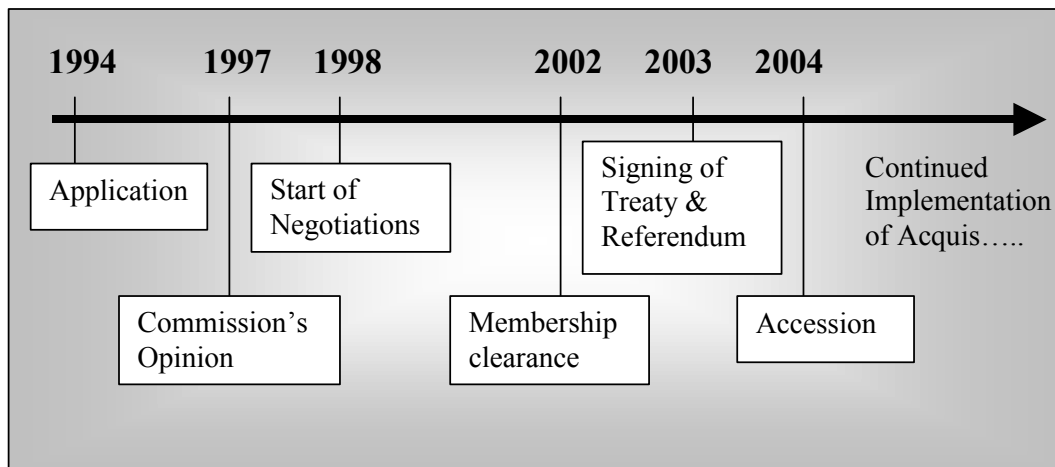 1994 1997 1998 2002 2003 2004
Application
Start of
Negotiations
Signing of
Treaty &
Referendum
Continued
Implementation
of Acquis…..
Commission’s
Opinion
Membership
clearance
Accession